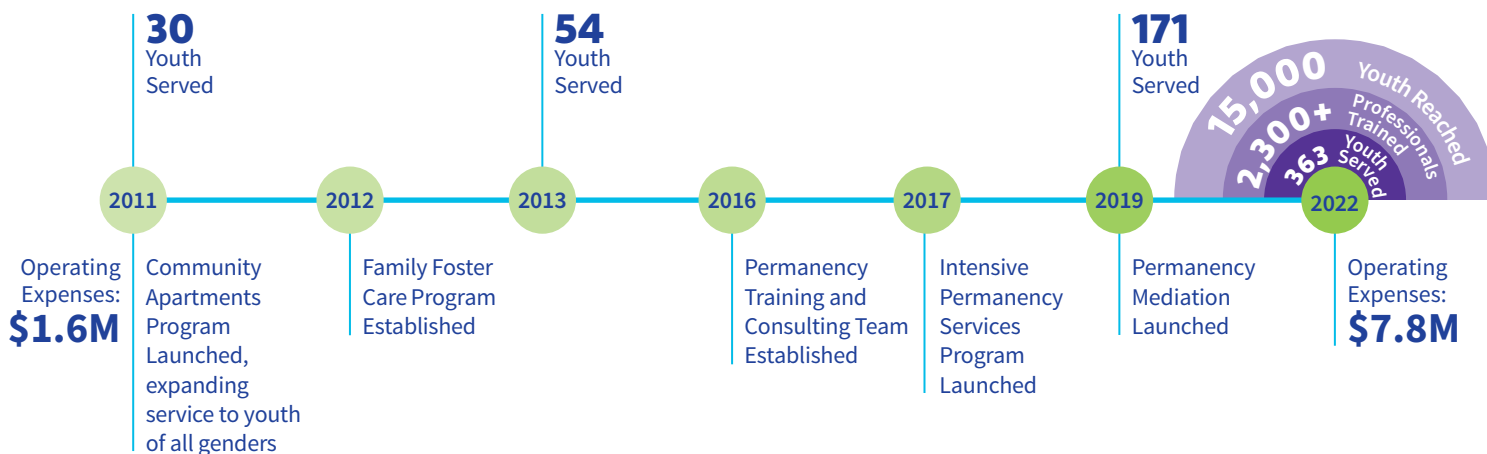 30
Youth
Served
54
Youth
Served
171
Youth
Served
15,000 Youth Reached
2,300+ Professionals
Trained
363 Youth
Served
2011
2012
2013
2016
2017
2019
2022
Operating
Expenses:
$1.6M
Community
Apartments
Program
Launched,
expanding
service to youth
of all genders
Family Foster
Care Program
Established
Permanency
Training and
Consulting Team
Established
Intensive
Permanency
Services
Program
Launched
Permanency
Mediation
Launched
Operating
Expenses:
$7.8M